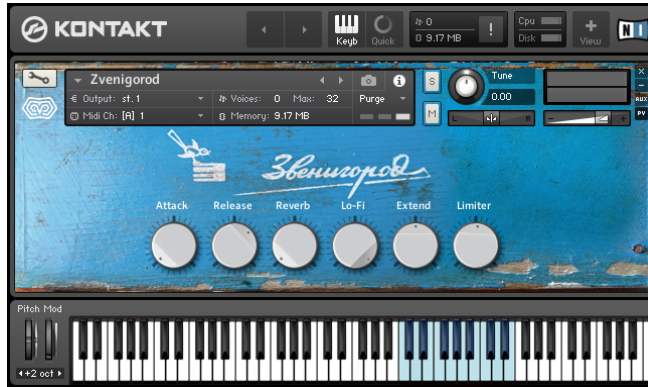 KONTAKT
Keyb
Quick
0
9.17 MB
!
Cpu
Disk
View
NI
Zvenigorod
Output: st.1
Voices: 0 Max: 32
Purge
Midi Ch: [A] 1
Memory: 9.17 MB
S
M
Tune
0.00
L
R
AUX
PV
Звенигород
Attack
Release
Reverb
Lo-Fi
Extend
Limiter
Pitch Mod
+2 oct